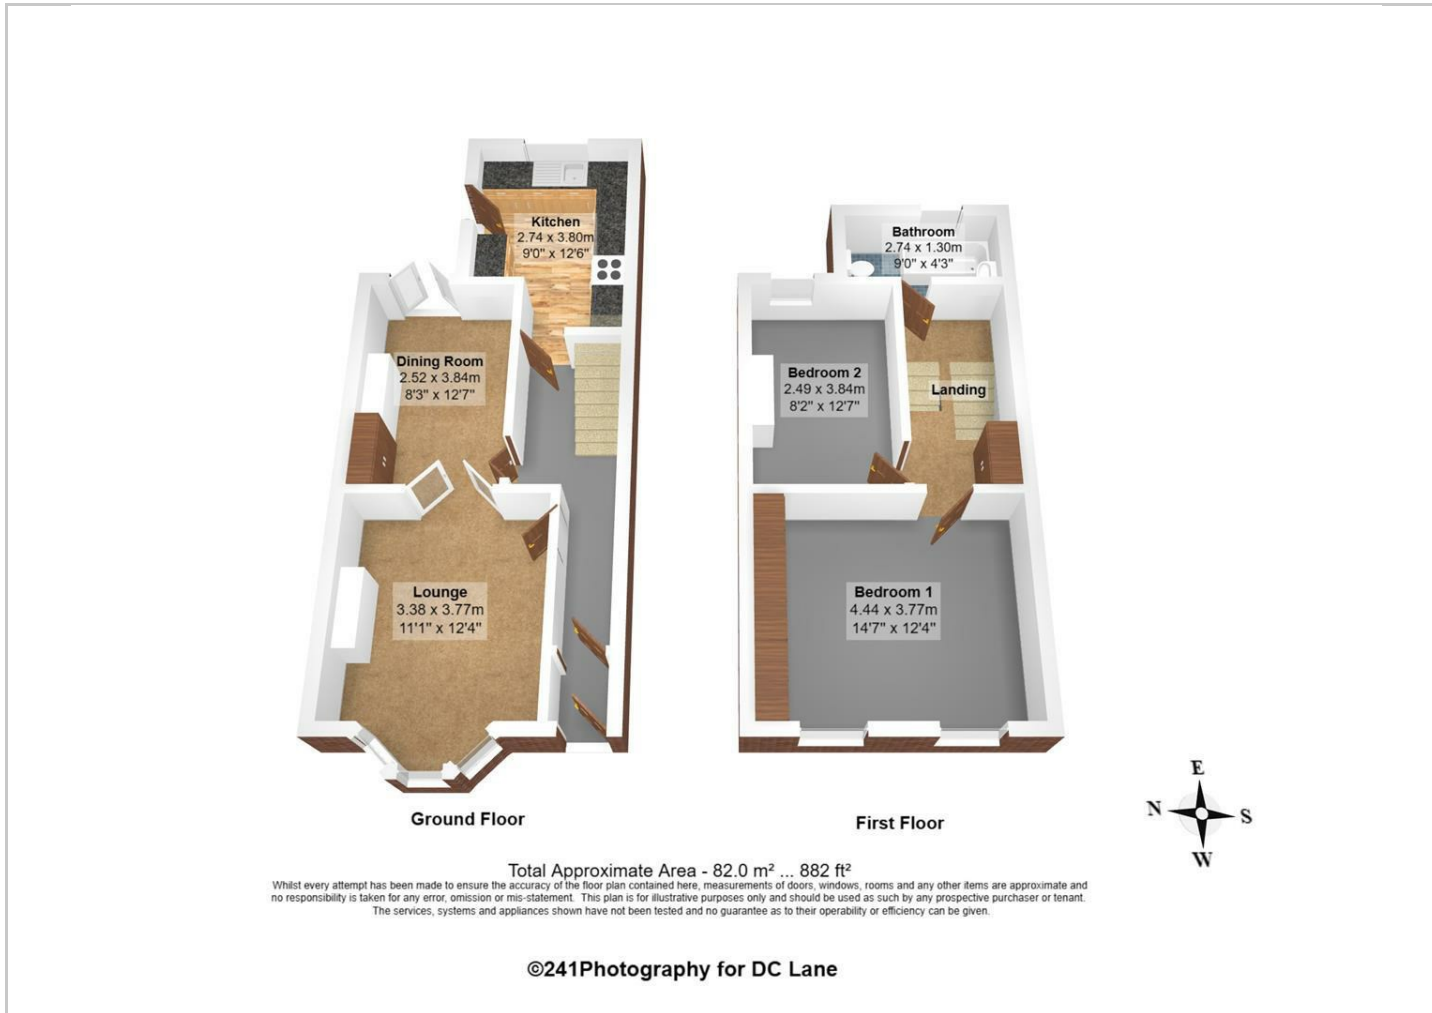 Kitchen
2.74 x 3.80m
9'0" x 12'6"
Dining Room
2.52 x 3.84m
8'3" x 12'7"
Lounge
3.38 x 3.77m
11'1" x 12'4"
Ground Floor
Bathroom
2.74 x 1.30m
9'0" x 4'3"
Bedroom 2
2.49 x 3.84m
8'2" x 12'7"
Landing
Bedroom 1
4.44 x 3.77m
14'7" x 12'4"
First Floor
E
N S
W
Total Approximate Area - 82.0 m² ... 882 ft²
Whilst every attempt has been made to ensure the accuracy of the floor plan contained here, measurements of doors, windows, rooms and any other items are approximate and
no responsibility is taken for any error, omission or mis-statement. This plan is for illustrative purposes only and should be used as such by any prospective purchaser or tenant.
The services, systems and appliances shown have not been tested and no guarantee as to their operability or efficiency can be given.
©241Photography for DC Lane